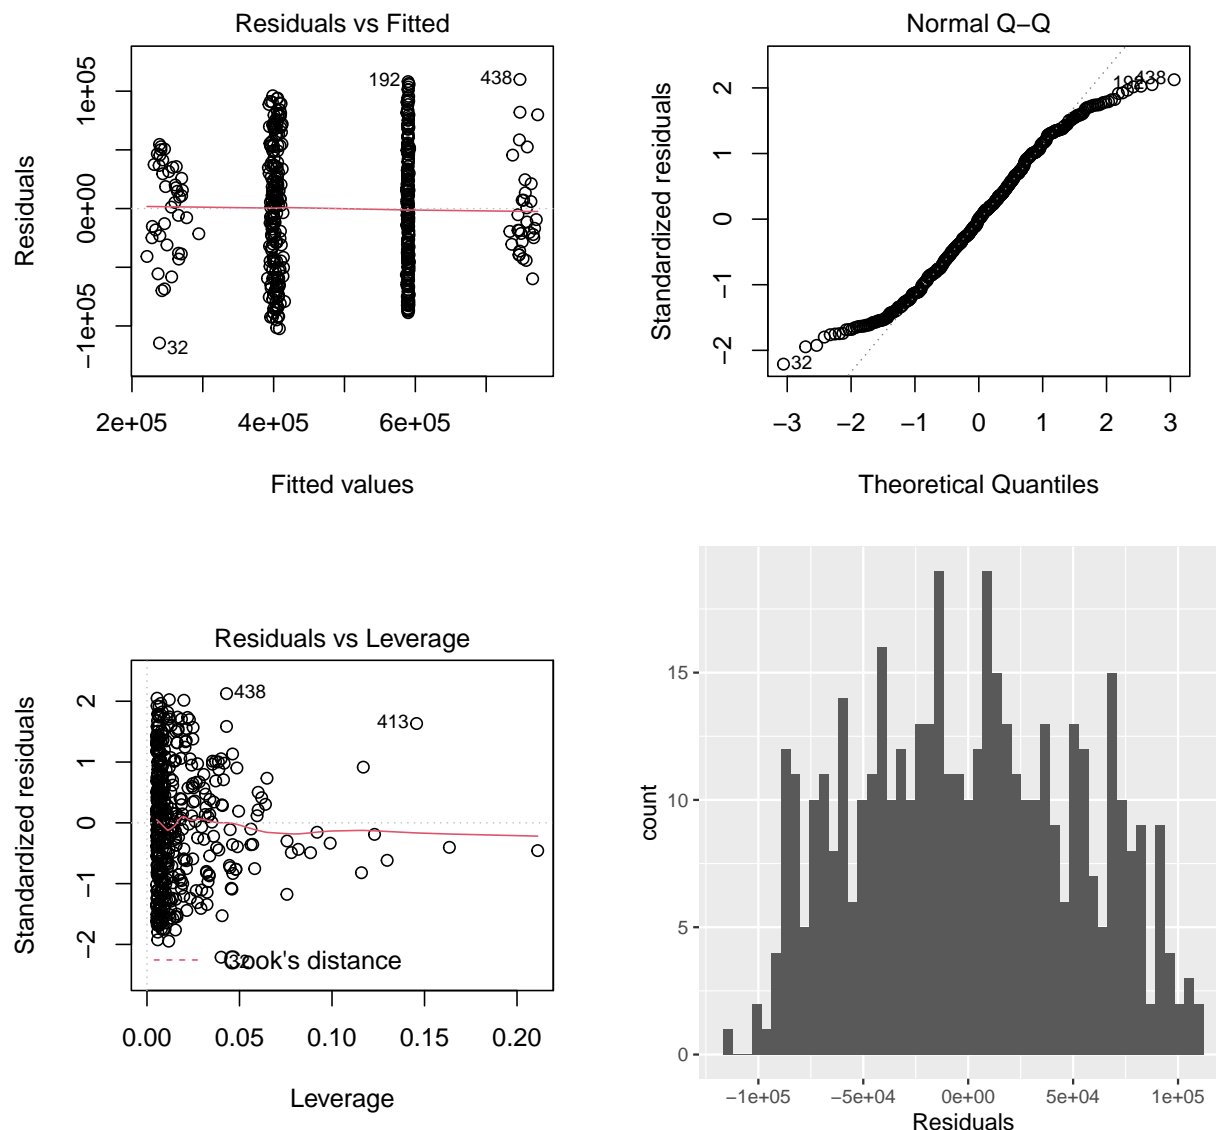 Residuals vs Fitted
Residuals
1e+05
0e+00
−1e+05
192
438
32
2e+05 4e+05 6e+05
Fitted values
Normal Q−Q
Standardized residuals
2
1
0
−1
−2
192
438
32
−3 −2 −1 0 1 2 3
Theoretical Quantiles
Residuals vs Leverage
Standardized residuals
2
1
0
−1
−2
438
413
32
Cook's distance
0.00 0.05 0.10 0.15 0.20
Leverage
count
15
10
5
0
−1e+05 −5e+04 0e+00 5e+04 1e+05
Residuals